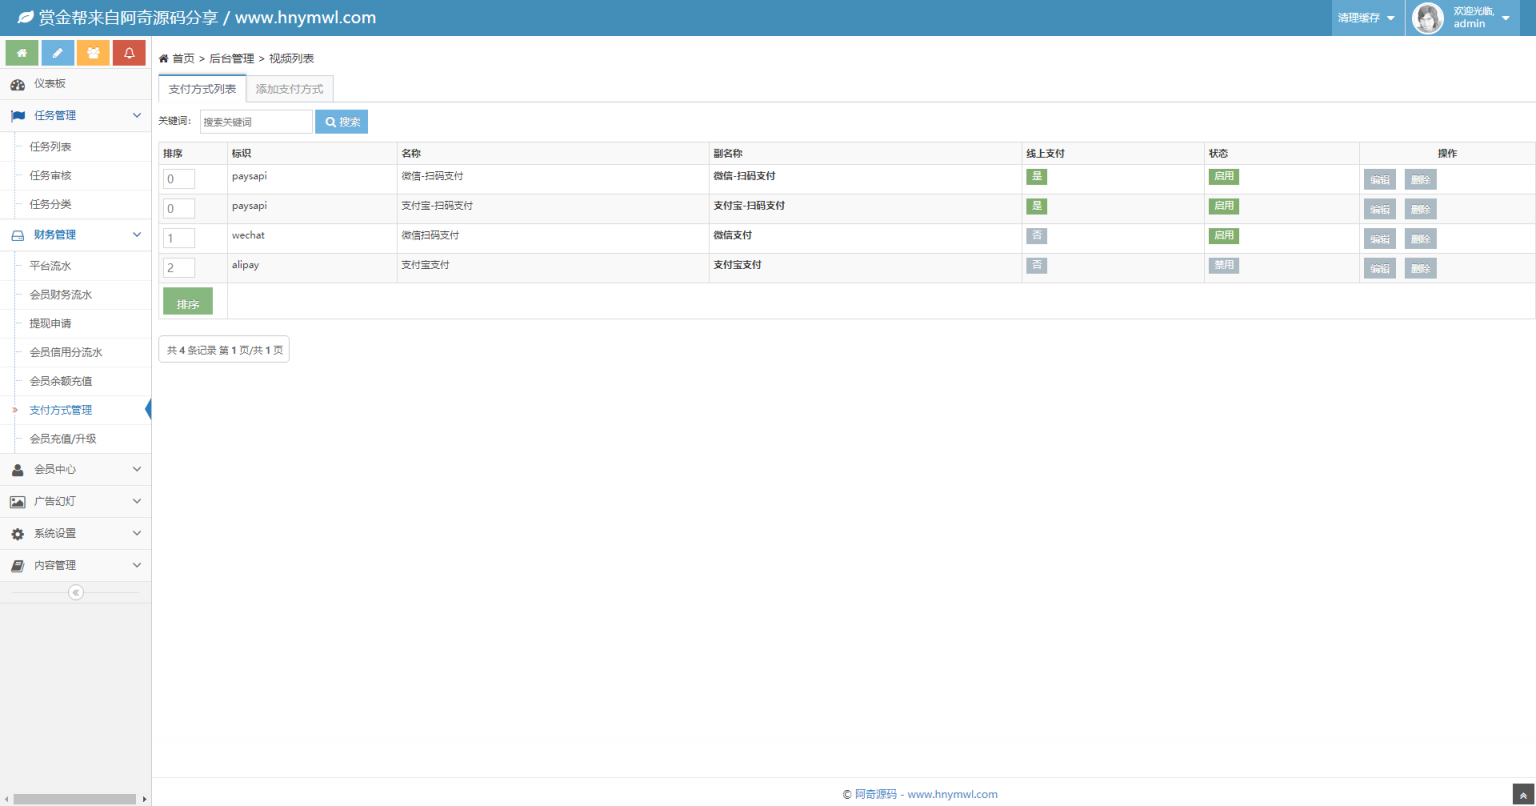 赏金帮来自阿奇源码分享 / www.hnymwl.com
清理缓存
欢迎光临,
admin
首页 > 后台管理 > 视频列表
仪表板
任务管理
任务列表
任务审核
任务分类
财务管理
平台流水
会员财务流水
提现申请
会员信用分流水
会员余额充值
支付方式管理
会员充值/升级
会员中心
广告幻灯
系统设置
内容管理
支付方式列表 添加支付方式
关键词: 搜索关键词 搜索
排序 标识 名称 副名称 线上支付 状态 操作
0 paysapi 微信-扫码支付 微信-扫码支付 是 启用 编辑 删除
0 paysapi 支付宝-扫码支付 支付宝-扫码支付 是 启用 编辑 删除
1 wechat 微信扫码支付 微信支付 否 启用 编辑 删除
2 alipay 支付宝支付 支付宝支付 否 禁用 编辑 删除
排序
共 4 条记录 第 1 页/共 1 页
© 阿奇源码 - www.hnymwl.com